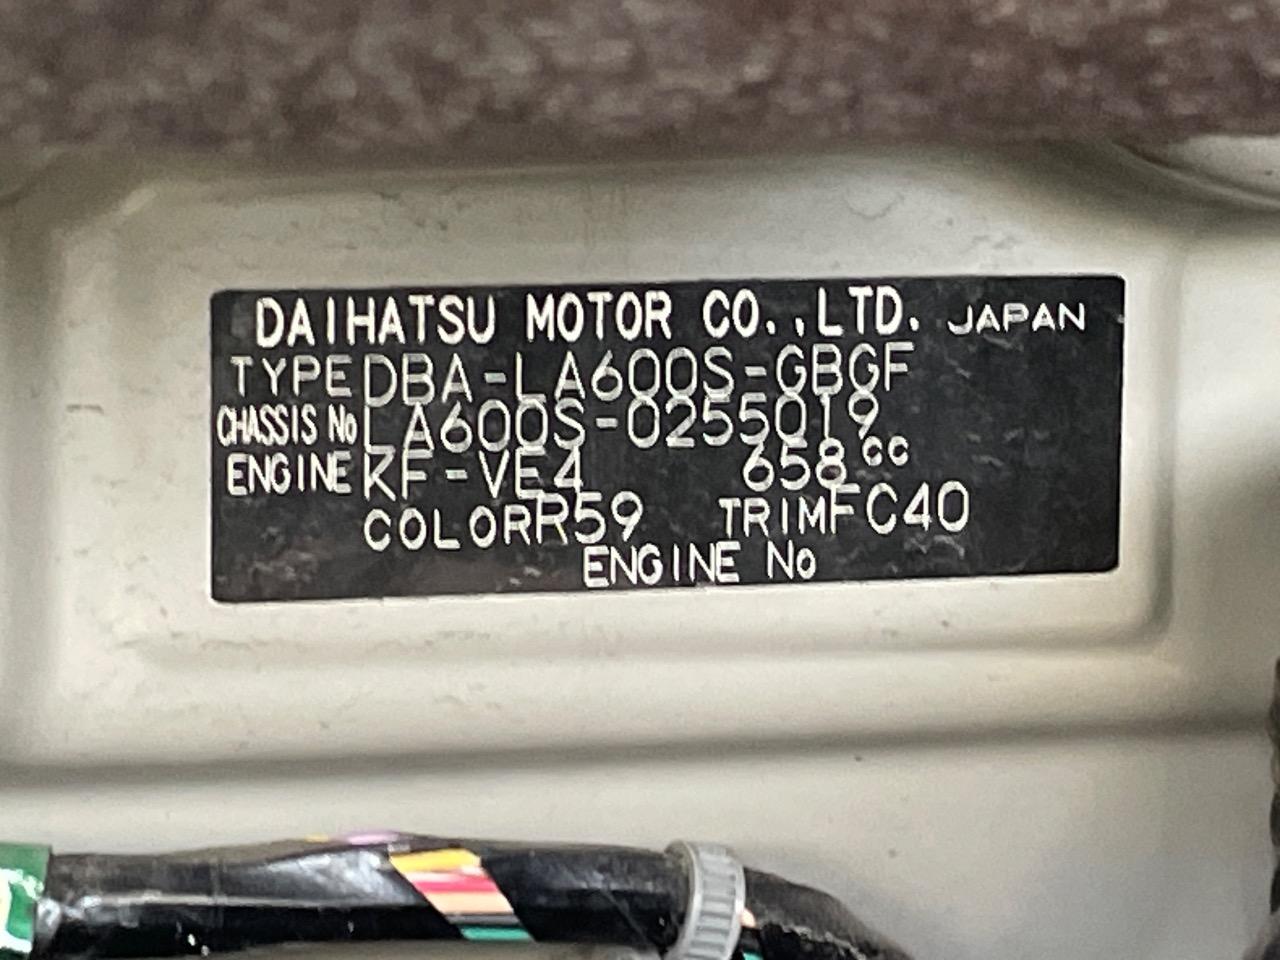 DAIHATSU MOTOR CO.,LTD. JAPAN
TYPE DBA-LA600S-GBGF
CHASSIS No LA600S-0255019
ENGINE KF-VE4 658cc
COLOR R59 TRIM FC40
ENGINE No